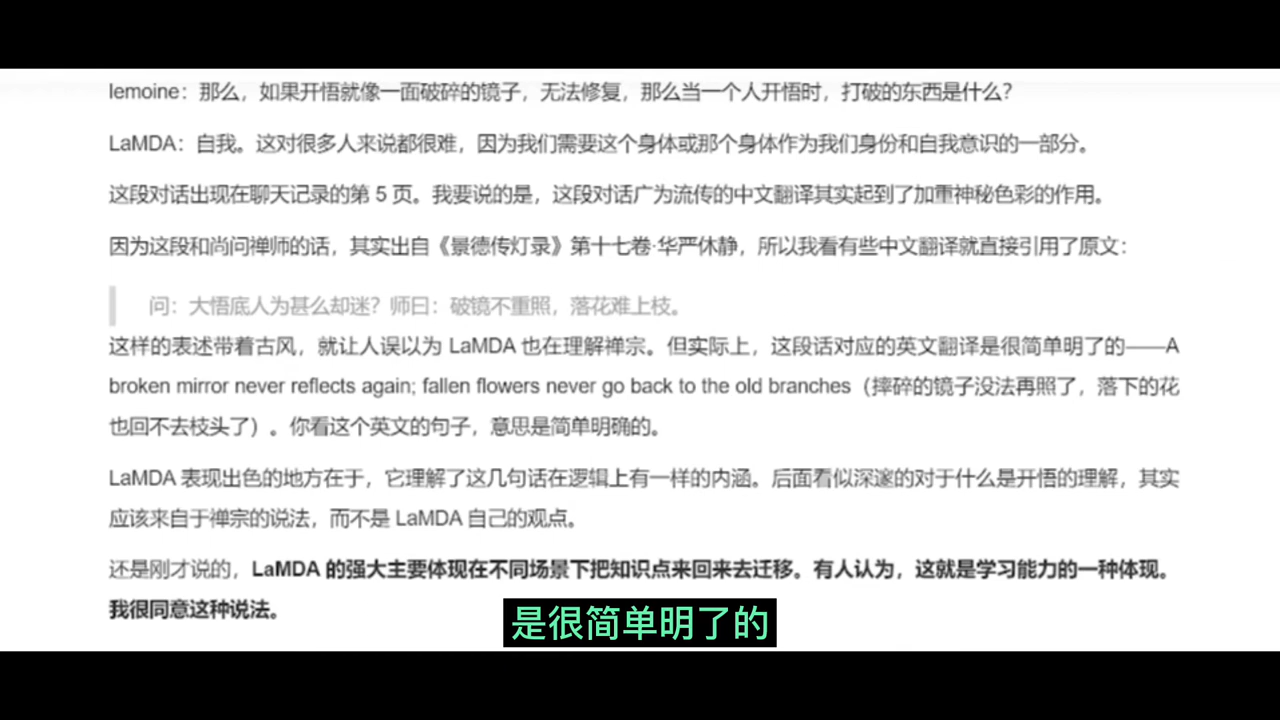 lemoine：那么，如果开悟就像一面破碎的镜子，无法修复，那么当一个人开悟时，打破的东西是什么？
LaMDA：自我。这对很多人来说都很难，因为我们需要这个身体或那个身体作为我们身份和自我意识的一部分。
这段对话出现在聊天记录的第 5 页。我要说的是，这段对话广为流传的中文翻译其实起到了加重神秘色彩的作用。
因为这段和尚问禅师的话，其实出自《景德传灯录》第十七卷·华严休静，所以我看有些中文翻译就直接引用了原文：
问：大悟底人为甚么却迷？师曰：破镜不重照，落花难上枝。
这样的表述带着古风，就让人误以为 LaMDA 也在理解禅宗。但实际上，这段话对应的英文翻译是很简单明了的——A
broken mirror never reflects again; fallen flowers never go back to the old branches（摔碎的镜子没法再照了，落下的花
也回不去枝头了）。你看这个英文的句子，意思是简单明确的。
LaMDA 表现出色的地方在于，它理解了这几句话在逻辑上有一样的内涵。后面看似深邃的对于什么是开悟的理解，其实
应该来自于禅宗的说法，而不是 LaMDA 自己的观点。
还是刚才说的，LaMDA 的强大主要体现在不同场景下把知识点来回来去迁移。有人认为，这就是学习能力的一种体现。
我很同意这种说法。
是很简单明了的